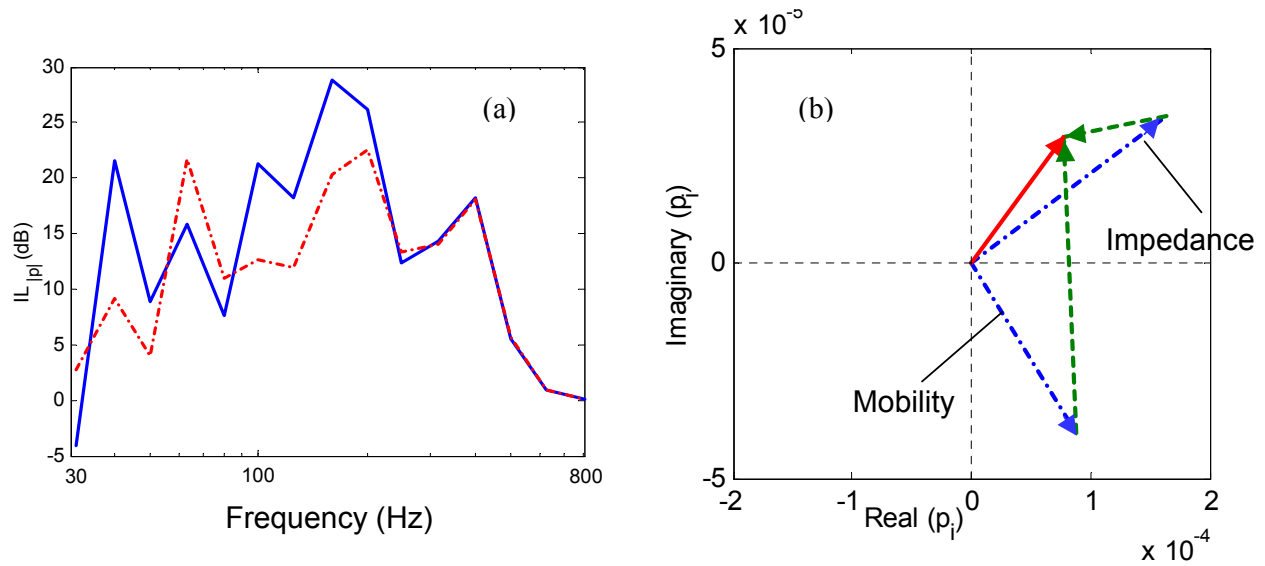 30
25
20
15
10
5
0
-5
30
100
800
IL|p| (dB)
Frequency (Hz)
(a)
x 10-5
5
0
-5
-2
-1
0
1
2
x 10-4
Imaginary (pi)
Real (pi)
(b)
Impedance
Mobility